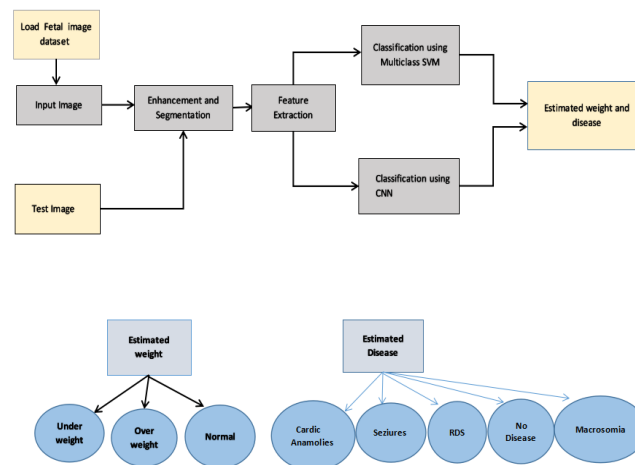 Load Fetal image
dataset
Input Image
Enhancement and
Segmentation
Feature
Extraction
Classification using
Multiclass SVM
Classification using
CNN
Estimated weight and
disease
Test Image
Estimated
weight
Under
weight
Over
weight
Normal
Estimated
Disease
Cardic
Anamolies
Seziures
RDS
No
Disease
Macrosomia